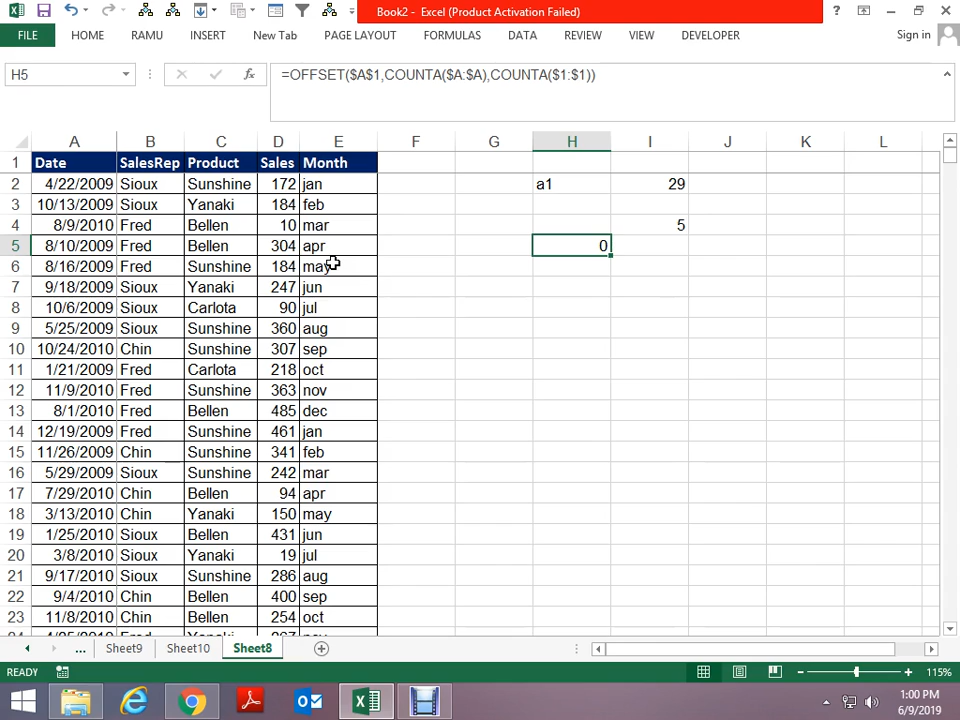 Book2 - Excel (Product Activation Failed)
?
FILE HOME RAMU INSERT New Tab PAGE LAYOUT FORMULAS DATA REVIEW VIEW DEVELOPER Sign in
H5 fx =OFFSET($A$1,COUNTA($A:$A),COUNTA($1:$1))
A B C D E F G H I J K L
1 Date SalesRep Product Sales Month
2 4/22/2009 Sioux Sunshine 172 jan a1 29
3 10/13/2009 Sioux Yanaki 184 feb
4 8/9/2010 Fred Bellen 10 mar 5
5 8/10/2009 Fred Bellen 304 apr 0
6 8/16/2009 Fred Sunshine 184 may
7 9/18/2009 Sioux Yanaki 247 jun
8 10/6/2009 Sioux Carlota 90 jul
9 5/25/2009 Sioux Sunshine 360 aug
10 10/24/2010 Chin Sunshine 307 sep
11 1/21/2009 Fred Carlota 218 oct
12 11/9/2010 Fred Sunshine 363 nov
13 8/1/2010 Fred Bellen 485 dec
14 12/19/2009 Fred Sunshine 461 jan
15 11/26/2009 Chin Sunshine 341 feb
16 5/29/2009 Sioux Sunshine 242 mar
17 7/29/2010 Chin Bellen 94 apr
18 3/13/2010 Chin Yanaki 150 may
19 1/25/2010 Sioux Bellen 431 jun
20 3/8/2010 Sioux Yanaki 19 jul
21 9/17/2010 Sioux Sunshine 286 aug
22 9/4/2010 Chin Bellen 400 sep
23 11/8/2010 Chin Bellen 254 oct
... Sheet9 Sheet10 Sheet8
READY 115%
1:00 PM
6/9/2019